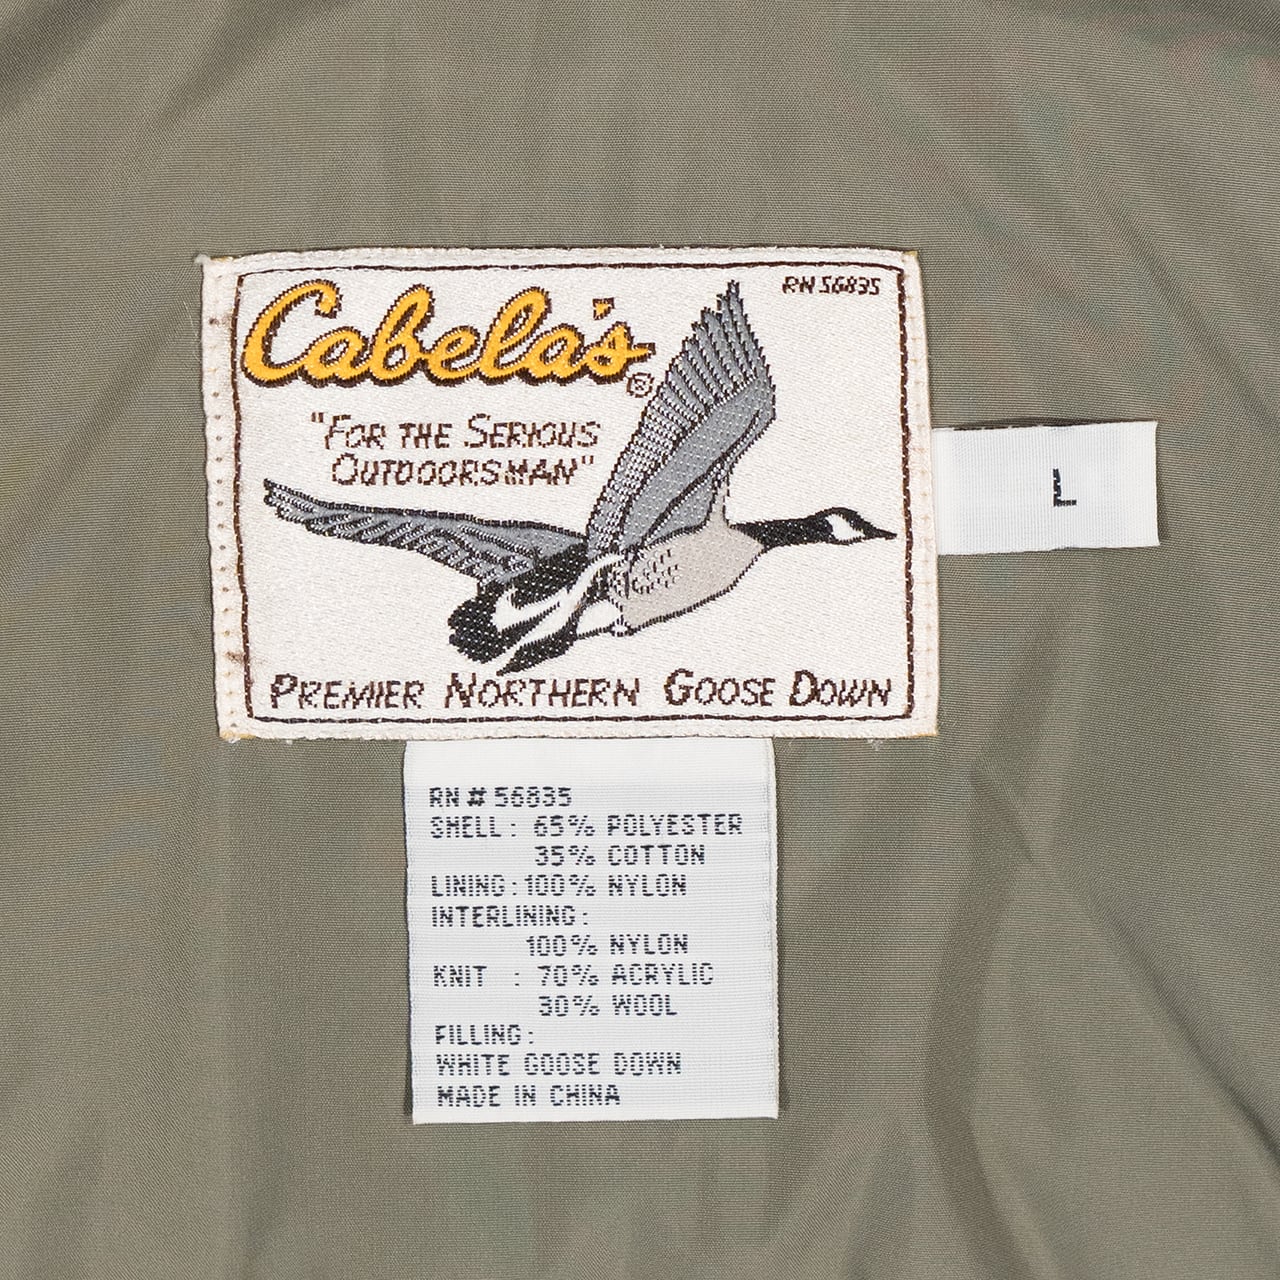 Cabela's®
RN 56835
"FOR THE SERIOUS
OUTDOORSMAN"
PREMIER NORTHERN GOOSE DOWN
L
RN # 56835
SHELL : 65% POLYESTER
35% COTTON
LINING : 100% NYLON
INTERLINING :
100% NYLON
KNIT : 70% ACRYLIC
30% WOOL
FILLING :
WHITE GOOSE DOWN
MADE IN CHINA